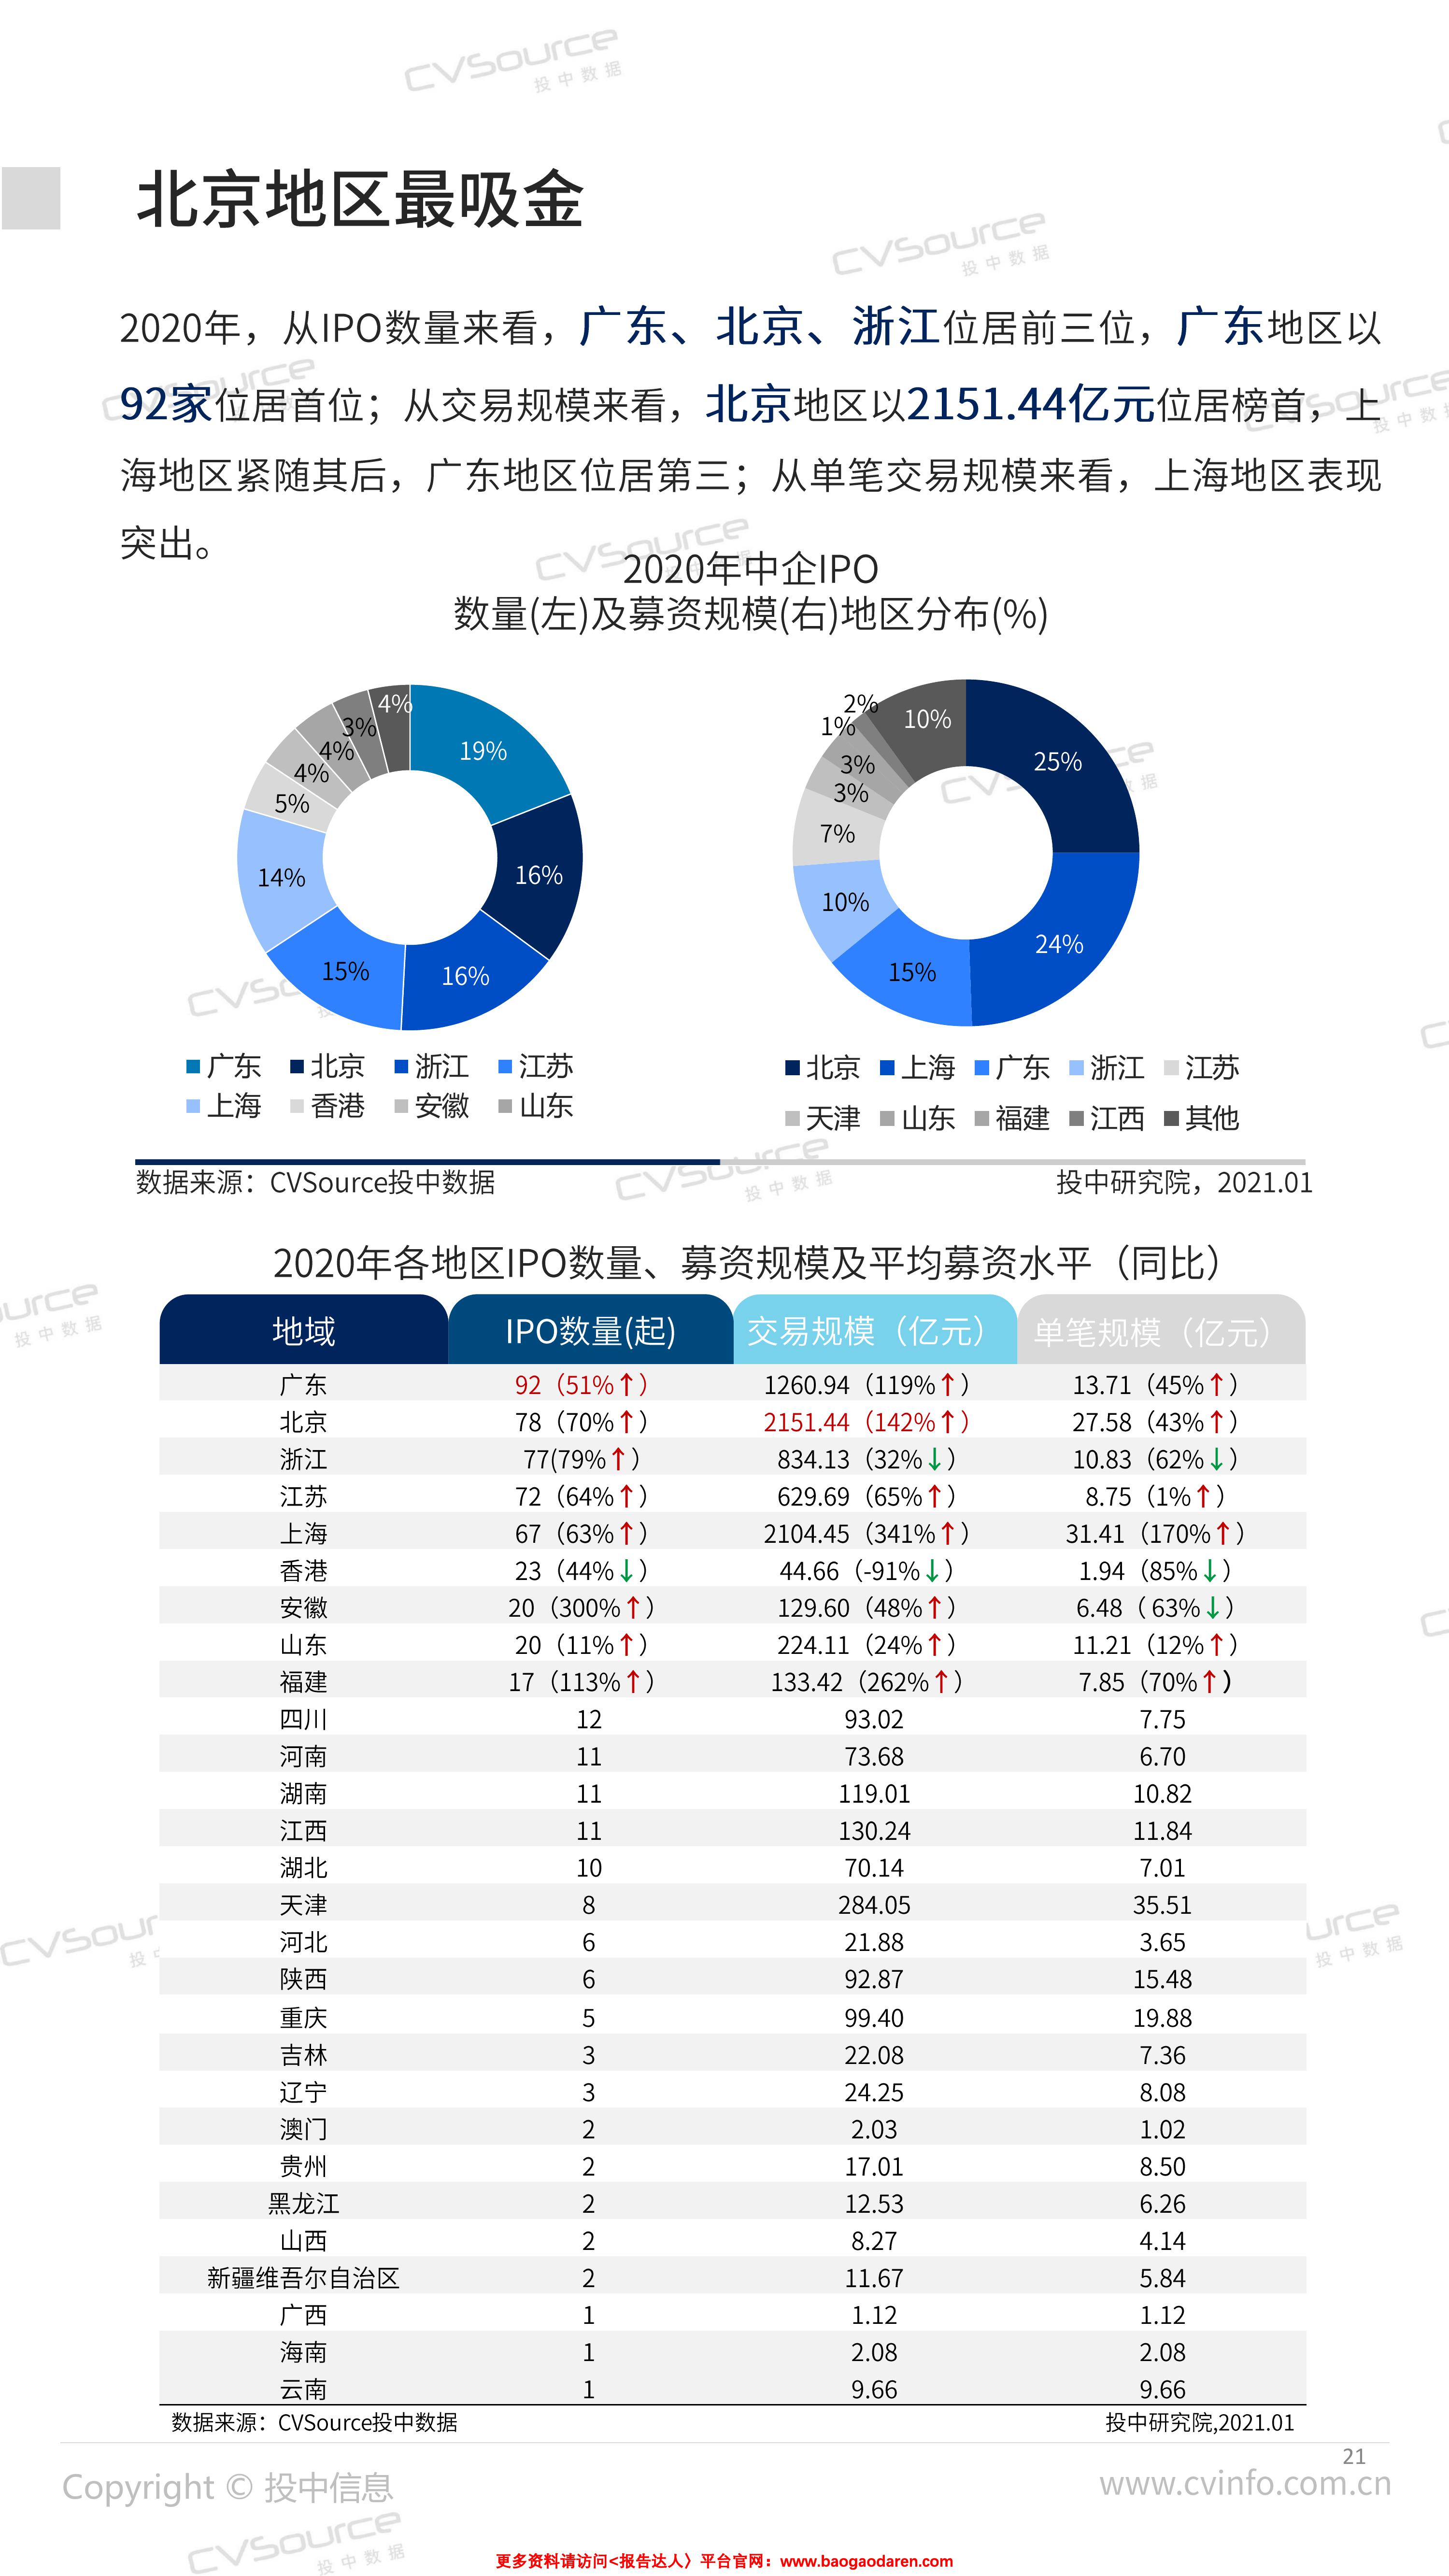 CVSource
投中数据
北京地区最吸金
2020年，从IPO数量来看，广东、北京、浙江位居前三位，广东地区以
92家位居首位；从交易规模来看，北京地区以2151.44亿元位居榜首，上
海地区紧随其后，广东地区位居第三；从单笔交易规模来看，上海地区表现
突出。
2020年中企IPO
数量(左)及募资规模(右)地区分布(%)
19%
16%
16%
15%
14%
5%
4%
4%
3%
4%
广东 北京 浙江 江苏
上海 香港 安徽 山东
25%
24%
15%
10%
7%
3%
3%
1%
2%
10%
北京 上海 广东 浙江 江苏
天津 山东 福建 江西 其他
数据来源：CVSource投中数据 投中研究院，2021.01
2020年各地区IPO数量、募资规模及平均募资水平（同比）
地域 IPO数量(起) 交易规模（亿元） 单笔规模（亿元）
广东 92（51%↑） 1260.94（119%↑） 13.71（45%↑）
北京 78（70%↑） 2151.44（142%↑） 27.58（43%↑）
浙江 77(79%↑） 834.13（32%↓） 10.83（62%↓）
江苏 72（64%↑） 629.69（65%↑） 8.75（1%↑）
上海 67（63%↑） 2104.45（341%↑） 31.41（170%↑）
香港 23（44%↓） 44.66（-91%↓） 1.94（85%↓）
安徽 20（300%↑） 129.60（48%↑） 6.48（ 63%↓）
山东 20（11%↑） 224.11（24%↑） 11.21（12%↑）
福建 17（113%↑） 133.42（262%↑） 7.85（70%↑）
四川 12 93.02 7.75
河南 11 73.68 6.70
湖南 11 119.01 10.82
江西 11 130.24 11.84
湖北 10 70.14 7.01
天津 8 284.05 35.51
河北 6 21.88 3.65
陕西 6 92.87 15.48
重庆 5 99.40 19.88
吉林 3 22.08 7.36
辽宁 3 24.25 8.08
澳门 2 2.03 1.02
贵州 2 17.01 8.50
黑龙江 2 12.53 6.26
山西 2 8.27 4.14
新疆维吾尔自治区 2 11.67 5.84
广西 1 1.12 1.12
海南 1 2.08 2.08
云南 1 9.66 9.66
数据来源：CVSource投中数据 投中研究院,2021.01
21
Copyright © 投中信息 www.cvinfo.com.cn
更多资料请访问<报告达人〉平台官网：www.baogaodaren.com